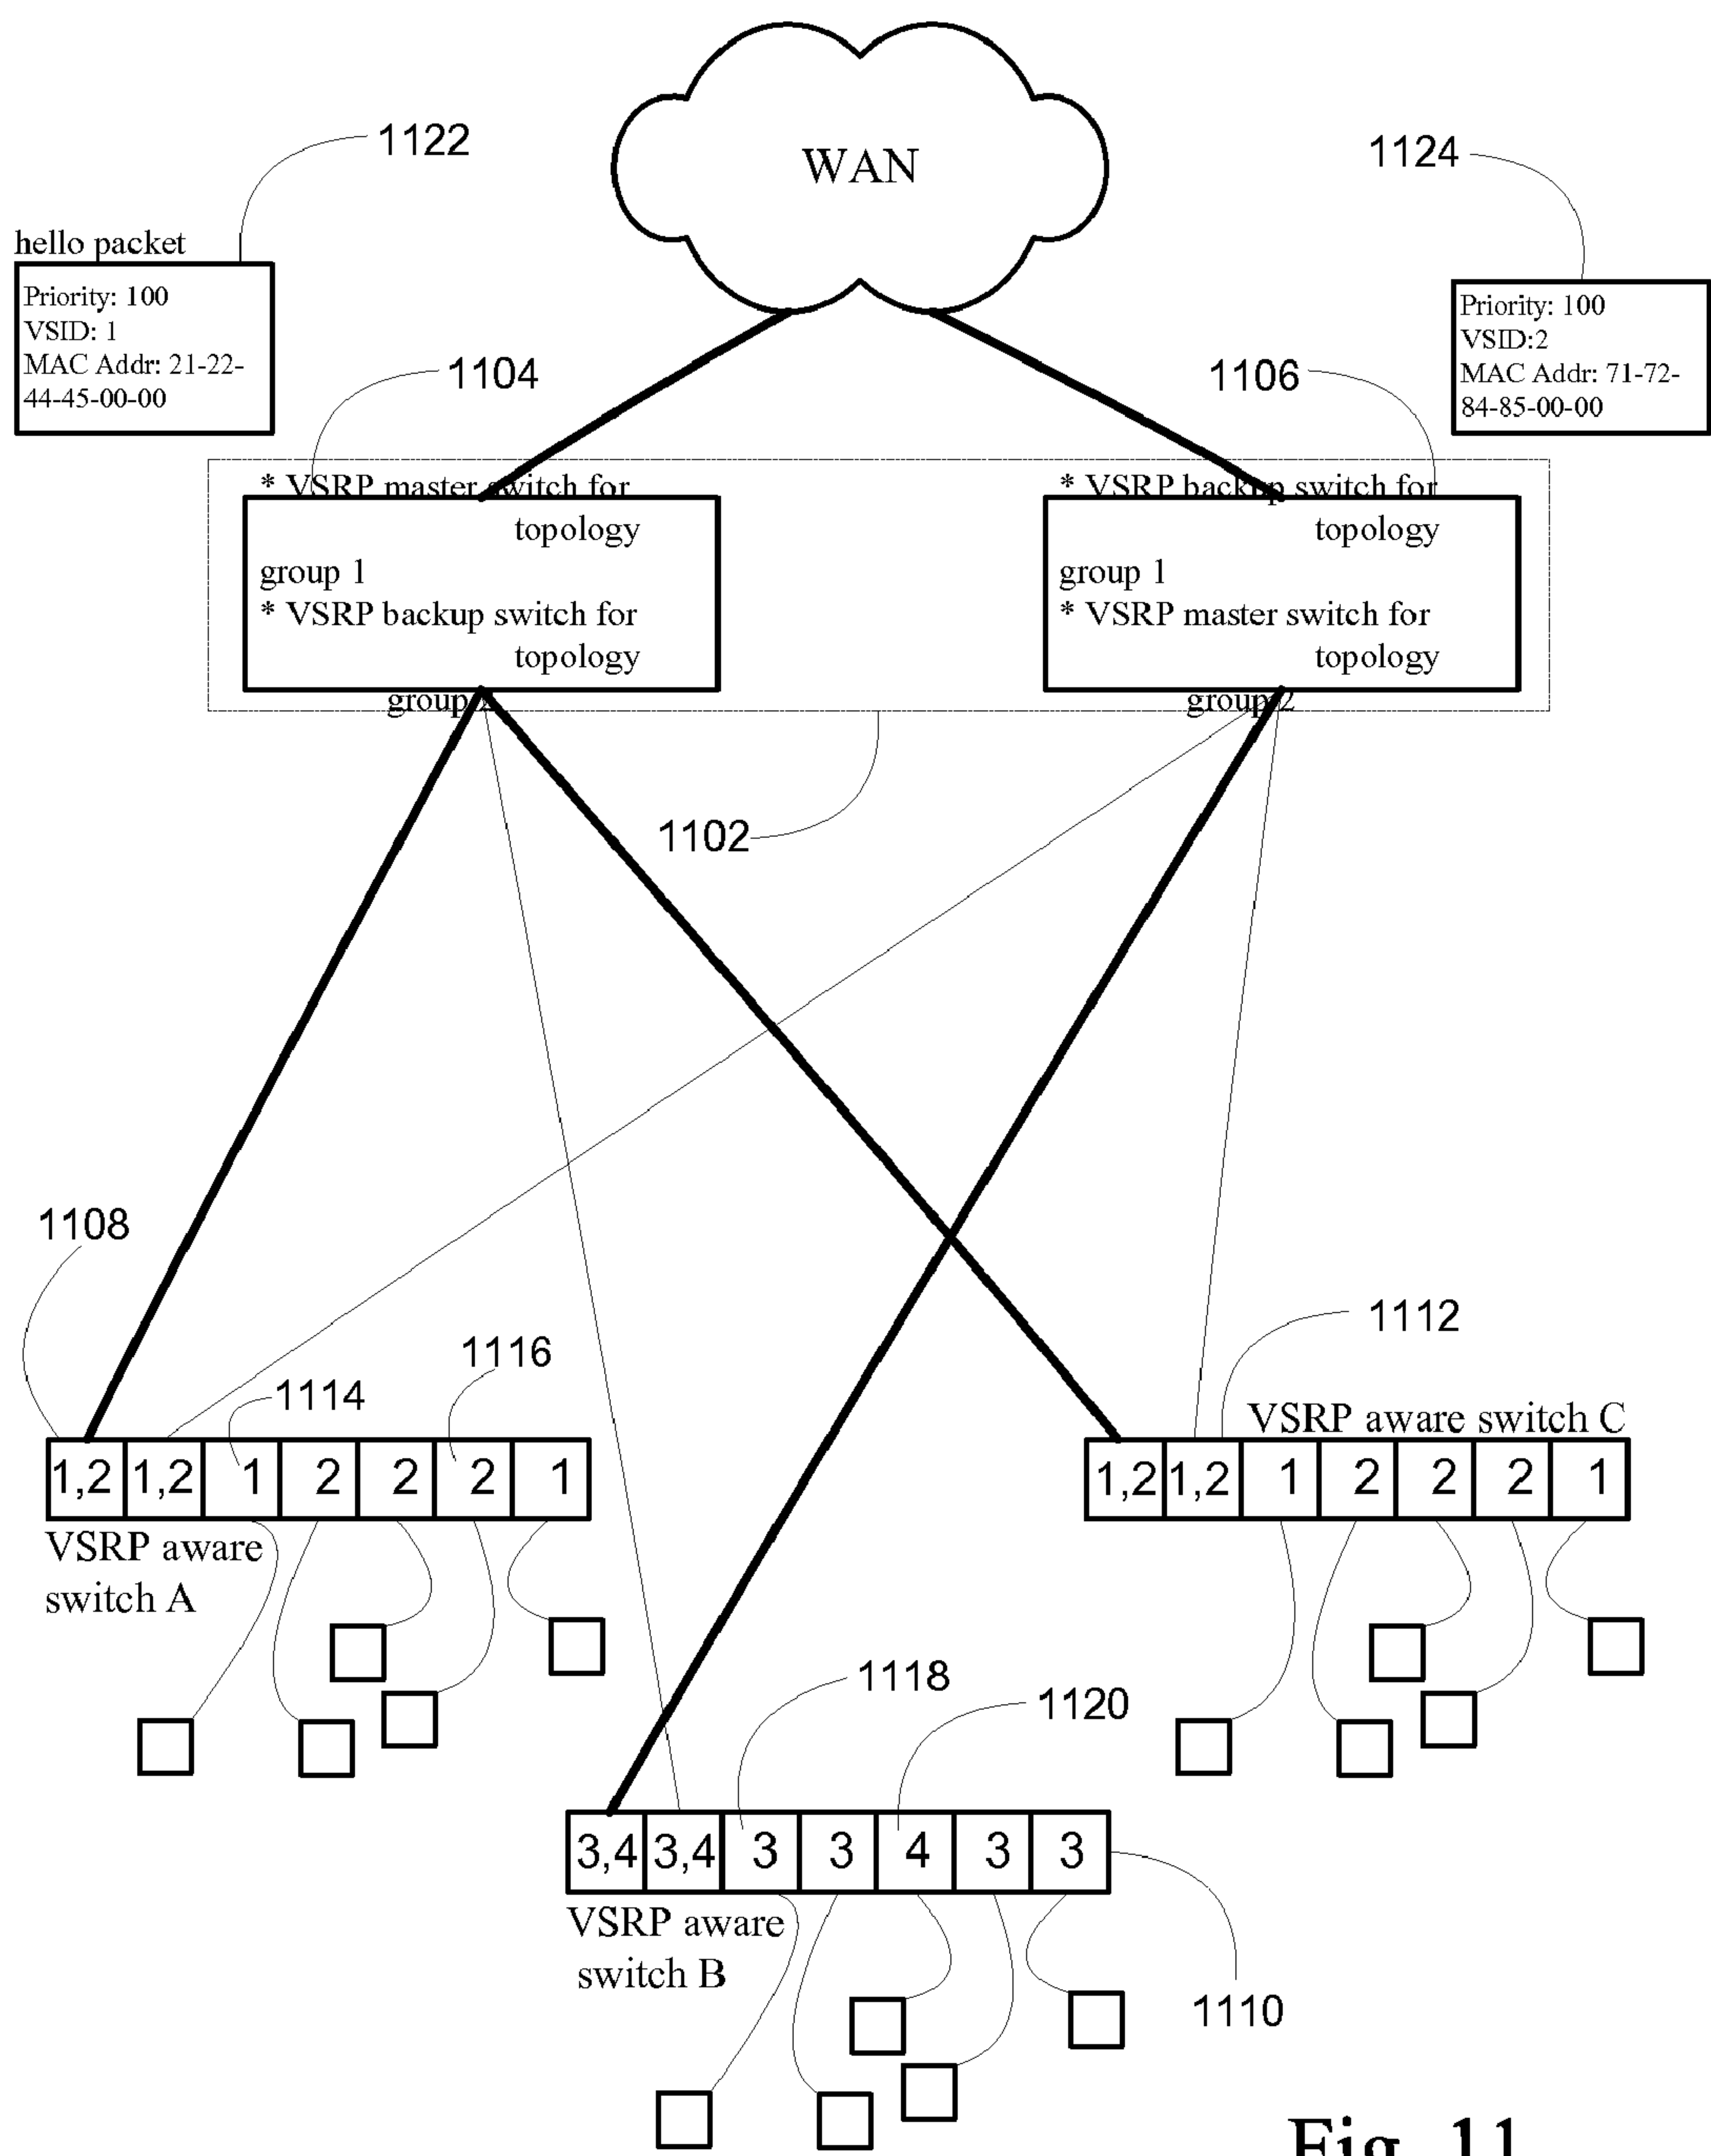 WAN
1122
1124
hello packet
Priority: 100
VSID: 1
MAC Addr: 21-22-
44-45-00-00
Priority: 100
VSID:2
MAC Addr: 71-72-
84-85-00-00
1104
1106
* VSRP master switch for
topology
group 1
* VSRP backup switch for
topology
group 2
* VSRP backup switch for
topology
group 1
* VSRP master switch for
topology
group 2
1102
1108
1112
1116
1114
VSRP aware switch C
1,2 1,2 1 2 2 2 1
1,2 1,2 1 2 2 2 1
VSRP aware
switch A
1118
1120
3,4 3,4 3 3 4 3 3
VSRP aware
switch B
1110
Fig. 11